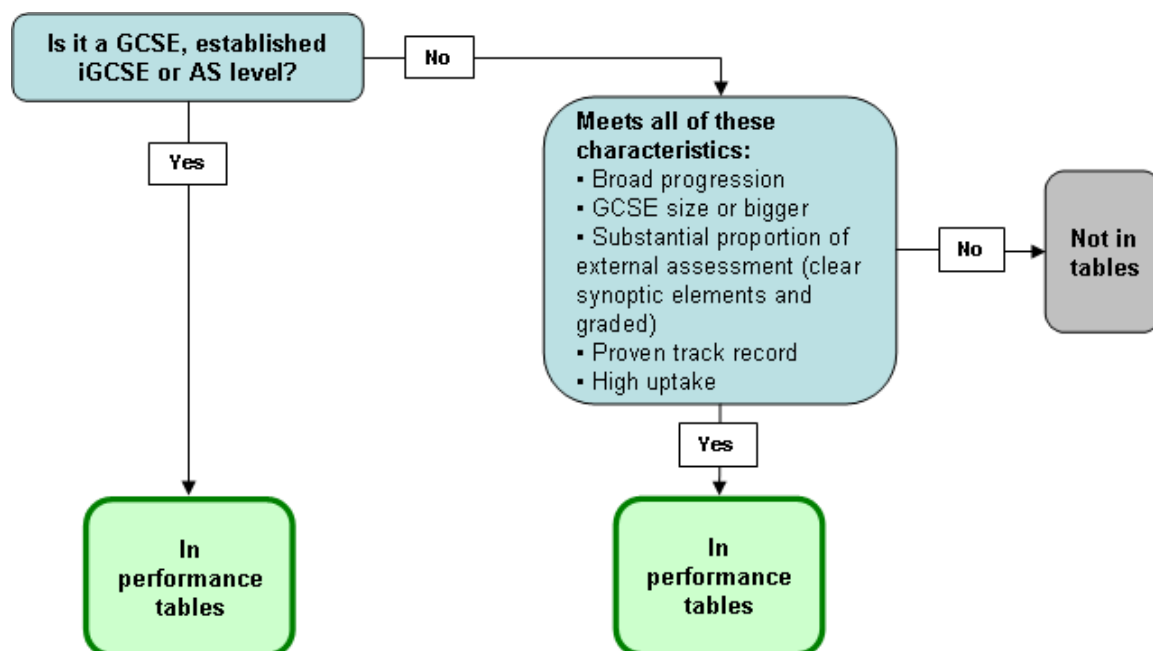 Is it a GCSE, established
iGCSE or AS level?
No
Yes
Meets all of these
characteristics:
▪ Broad progression
▪ GCSE size or bigger
▪ Substantial proportion of
external assessment (clear
synoptic elements and
graded)
▪ Proven track record
▪ High uptake
No
Not in
tables
Yes
In
performance
tables
In
performance
tables